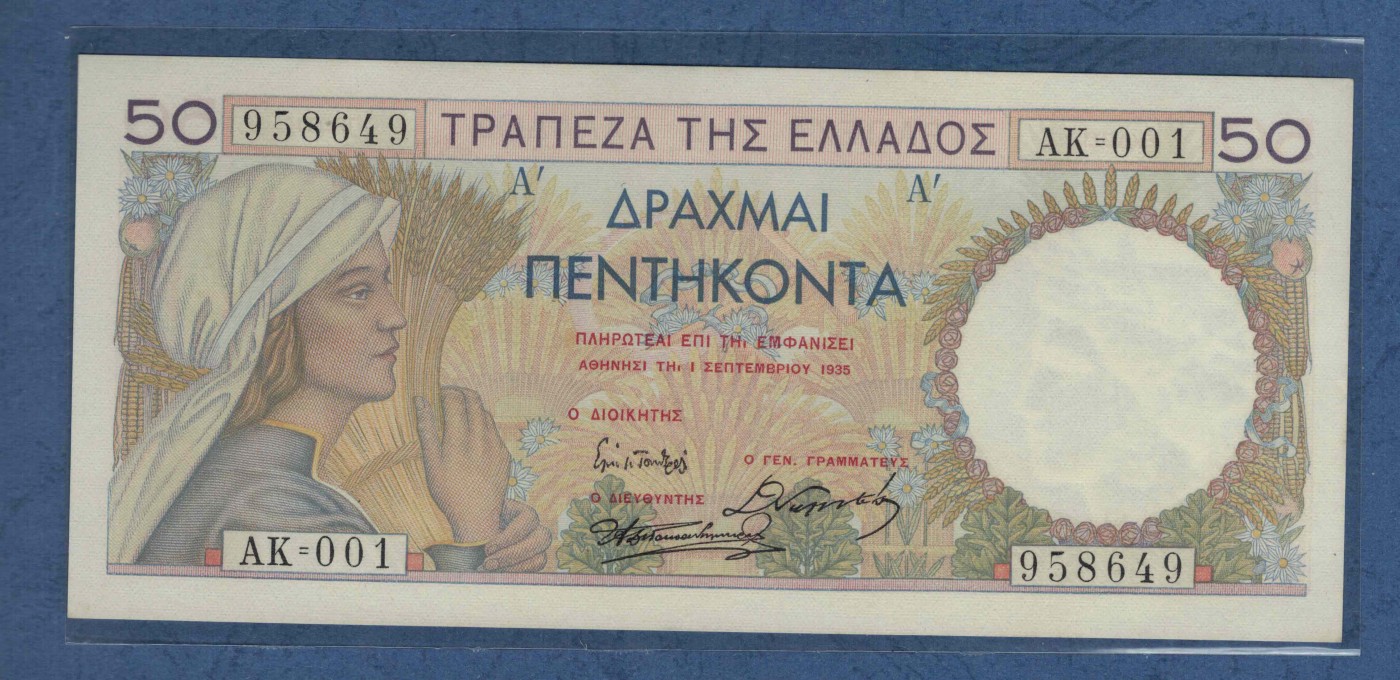 50 958649 ΤΡΑΠΕΖΑ ΤΗΣ ΕΛΛΑΔΟΣ ΑΚ=001 50
Α′ Α′
ΔΡΑΧΜΑΙ
ΠΕΝΤΗΚΟΝΤΑ
ΠΛΗΡΩΤΕΑΙ ΕΠΙ ΤΗι ΕΜΦΑΝΙΣΕΙ
ΑΘΗΝΗΣΙ ΤΗι 1 ΣΕΠΤΕΜΒΡΙΟΥ 1935
Ο ΔΙΟΙΚΗΤΗΣ
Ο ΓΕΝ. ΓΡΑΜΜΑΤΕΥΣ
Ο ΔΙΕΥΘΥΝΤΗΣ
ΑΚ=001
958649